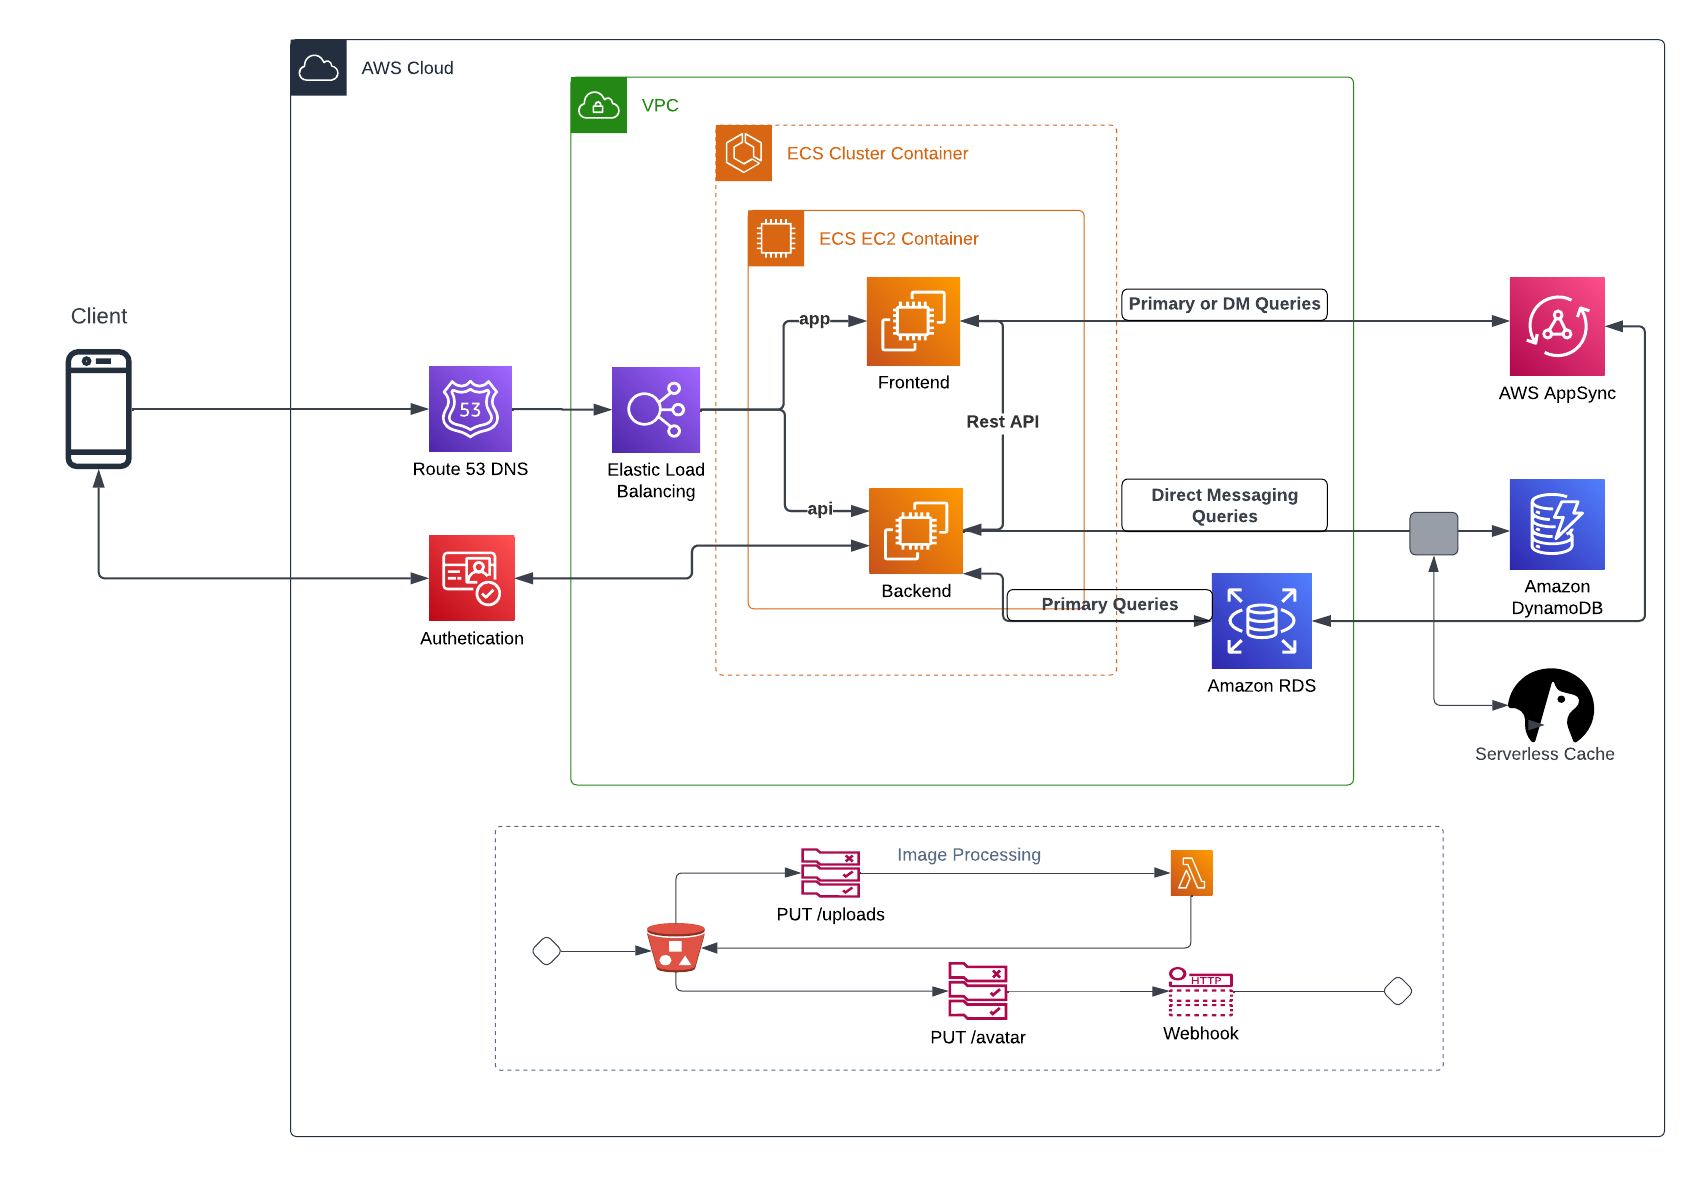 AWS Cloud
VPC
ECS Cluster Container
ECS EC2 Container
Client
app
Frontend
Primary or DM Queries
AWS AppSync
53
Route 53 DNS
Elastic Load
Balancing
Rest API
api
Backend
Direct Messaging
Queries
Amazon
DynamoDB
Authetication
Primary Queries
Amazon RDS
Serverless Cache
Image Processing
PUT /uploads
PUT /avatar
HTTP
Webhook